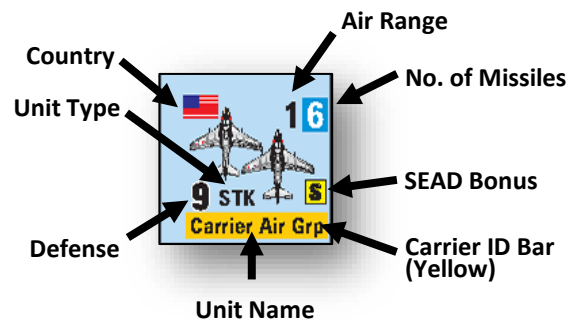 Air Range
Country
No. of Missiles
Unit Type
1 6
9 STK S
SEAD Bonus
Carrier Air Grp
Defense
Carrier ID Bar
(Yellow)
Unit Name